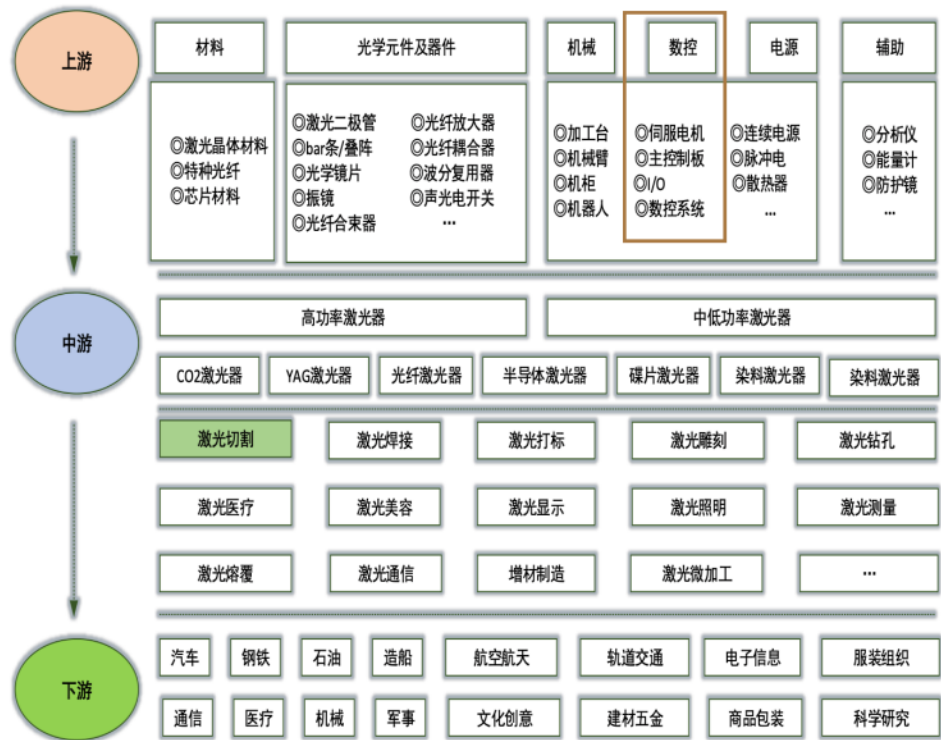 上游
材料
光学元件及器件
机械
数控
电源
辅助
◎激光晶体材料
◎特种光纤
◎芯片材料
◎激光二极管
◎bar条/叠阵
◎光学镜片
◎振镜
◎光纤合束器
◎光纤放大器
◎光纤耦合器
◎波分复用器
◎声光电开关
…
◎加工台
◎机械臂
◎机柜
◎机器人
◎伺服电机
◎主控制板
◎I/O
◎数控系统
◎连续电源
◎脉冲电
◎散热器
…
◎分析仪
◎能量计
◎防护镜
…
中游
高功率激光器
中低功率激光器
CO2激光器
YAG激光器
光纤激光器
半导体激光器
碟片激光器
染料激光器
染料激光器
激光切割
激光焊接
激光打标
激光雕刻
激光钻孔
激光医疗
激光美容
激光显示
激光照明
激光测量
激光熔覆
激光通信
增材制造
激光微加工
…
下游
汽车
钢铁
石油
造船
航空航天
轨道交通
电子信息
服装组织
通信
医疗
机械
军事
文化创意
建材五金
商品包装
科学研究